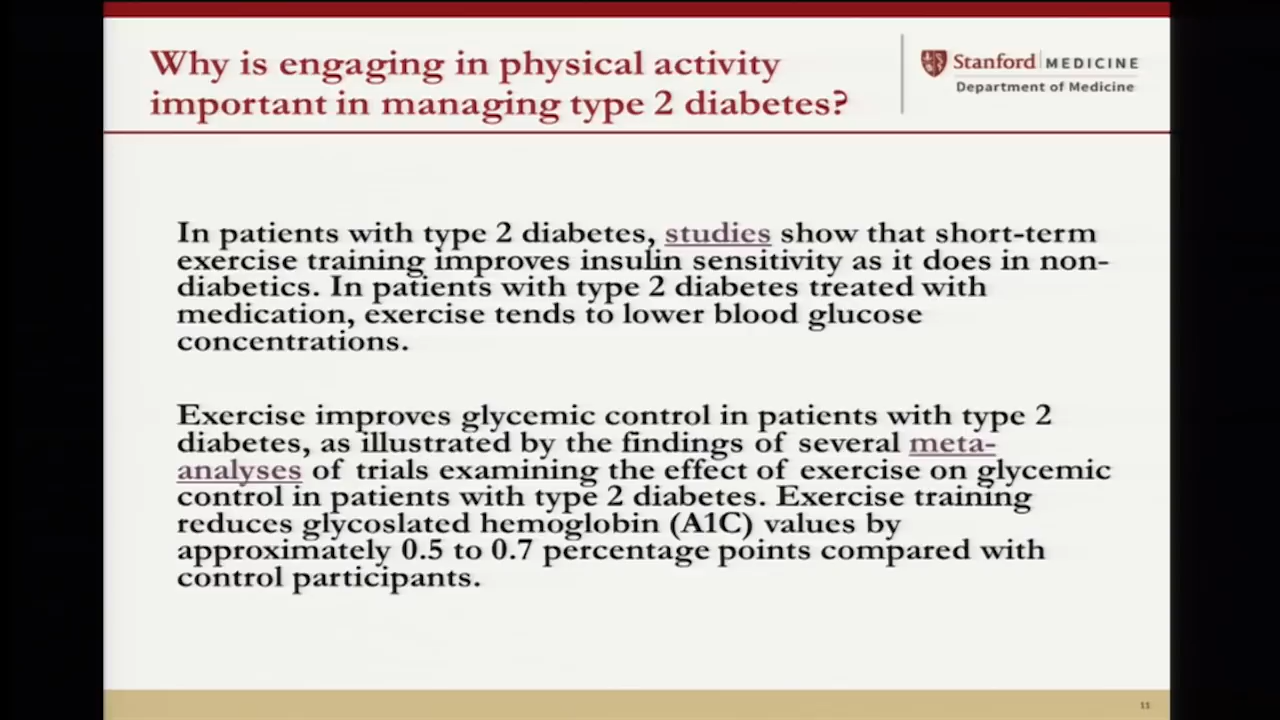 Why is engaging in physical activity
important in managing type 2 diabetes?
Stanford MEDICINE
Department of Medicine
In patients with type 2 diabetes, studies show that short-term
exercise training improves insulin sensitivity as it does in non-
diabetics. In patients with type 2 diabetes treated with
medication, exercise tends to lower blood glucose
concentrations.
Exercise improves glycemic control in patients with type 2
diabetes, as illustrated by the findings of several meta-
analyses of trials examining the effect of exercise on glycemic
control in patients with type 2 diabetes. Exercise training
reduces glycoslated hemoglobin (A1C) values by
approximately 0.5 to 0.7 percentage points compared with
control participants.
11